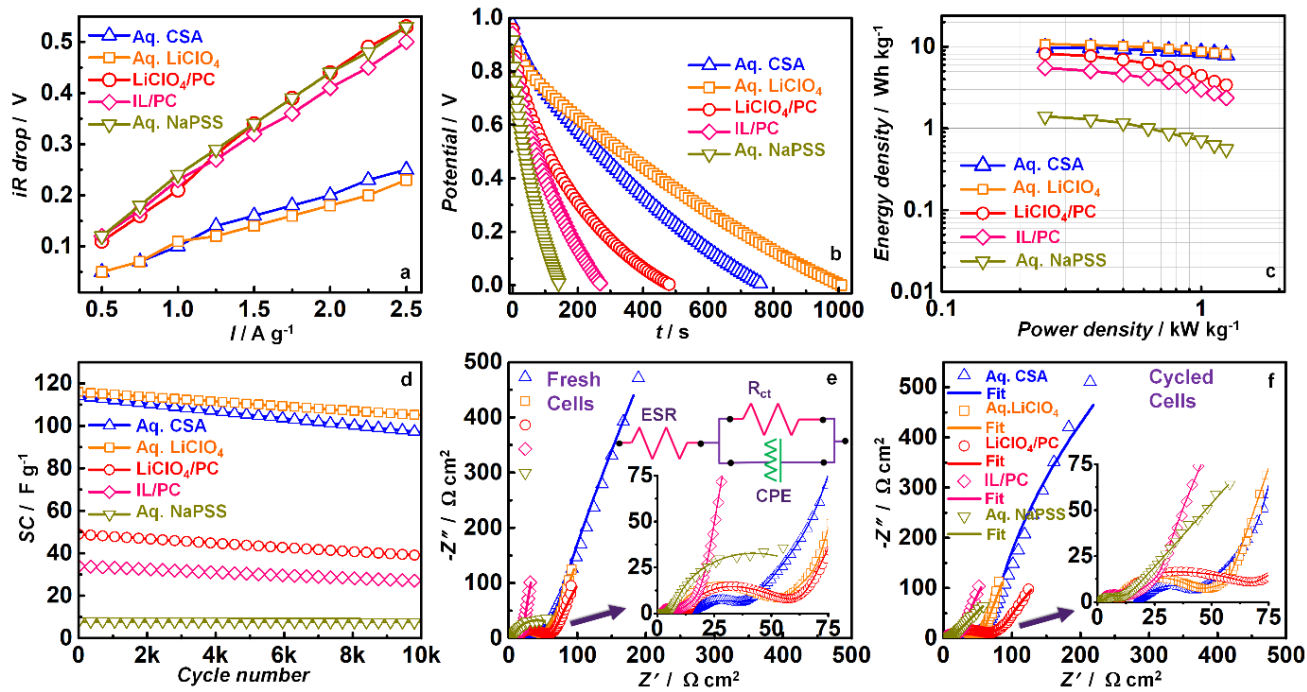 0.5
0.4
0.3
0.2
0.1
iR drop / V
Aq. CSA
Aq. LiClO₄
LiClO₄/PC
IL/PC
Aq. NaPSS
a
0.5 1.0 1.5 2.0 2.5
I / A g⁻¹
1.0
0.8
0.6
0.4
0.2
0.0
Potential / V
Aq. CSA
Aq. LiClO₄
LiClO₄/PC
IL/PC
Aq. NaPSS
b
0 200 400 600 800 1000
t / s
10
1
0.1
0.01
Energy density / Wh kg⁻¹
Aq. CSA
Aq. LiClO₄
LiClO₄/PC
IL/PC
Aq. NaPSS
c
0.1 1
Power density / kW kg⁻¹
120
100
80
60
40
20
0
SC / F g⁻¹
d
Aq. CSA
Aq. LiClO₄
LiClO₄/PC
IL/PC
Aq. NaPSS
0 2k 4k 6k 8k 10k
Cycle number
-500
-400
-300
-200
-100
0
-Z″ / Ω cm²
Fresh
Cells
e
ESR
Rct
CPE
75
50
25
0
25 50 75
0 100 200 300 400 500
Z′ / Ω cm²
500
400
300
200
100
0
-Z″ / Ω cm²
Aq. CSA
Fit
Aq.LiClO₄
Fit
LiClO₄/PC
Fit
IL/PC
Fit
Aq. NaPSS
Fit
Cycled
Cells
f
75
50
25
0
0 25 50 75
0 100 200 300 400 500
Z′ / Ω cm²